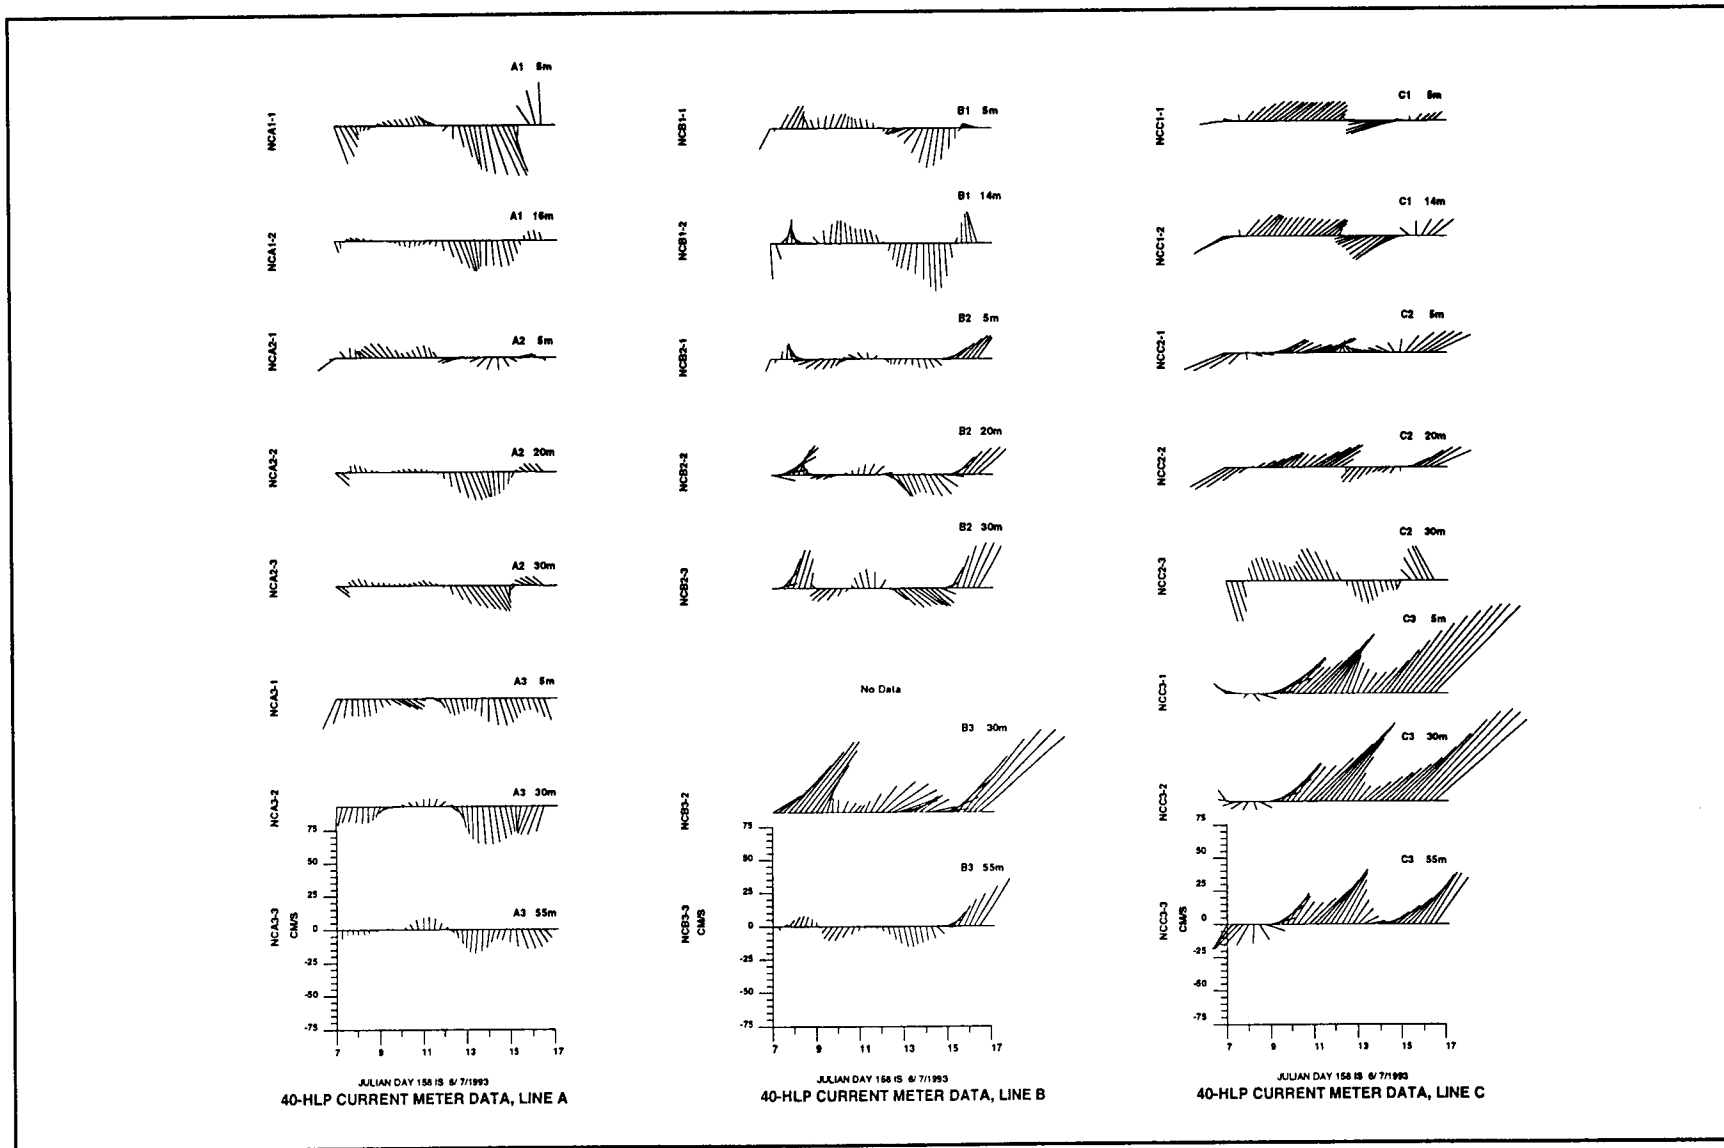 A1 5m
NCA1-1
A1 16m
NCA1-2
A2 5m
NCA2-1
A2 20m
NCA2-2
A2 30m
NCA2-3
A3 5m
NCA3-1
A3 30m
NCA3-2
A3 55m
NCA3-3
CM/S
75
50
25
0
-25
-50
-75
7 9 11 13 15 17
JULIAN DAY 158 IS 6/ 7/1993
40-HLP CURRENT METER DATA, LINE A
B1 5m
NCB1-1
B1 14m
NCB1-2
B2 5m
NCB2-1
B2 20m
NCB2-2
B2 30m
NCB2-3
No Data
B3 30m
NCB3-2
B3 55m
NCB3-3
CM/S
75
50
25
0
-25
-50
-75
7 9 11 13 15 17
JULIAN DAY 158 IS 6/ 7/1993
40-HLP CURRENT METER DATA, LINE B
C1 5m
NCC1-1
C1 14m
NCC1-2
C2 5m
NCC2-1
C2 20m
NCC2-2
C2 30m
NCC2-3
C3 5m
NCC3-1
C3 30m
NCC3-2
C3 55m
NCC3-3
CM/S
75
50
25
0
-25
-50
-75
7 9 11 13 15 17
JULIAN DAY 158 IS 6/ 7/1993
40-HLP CURRENT METER DATA, LINE C